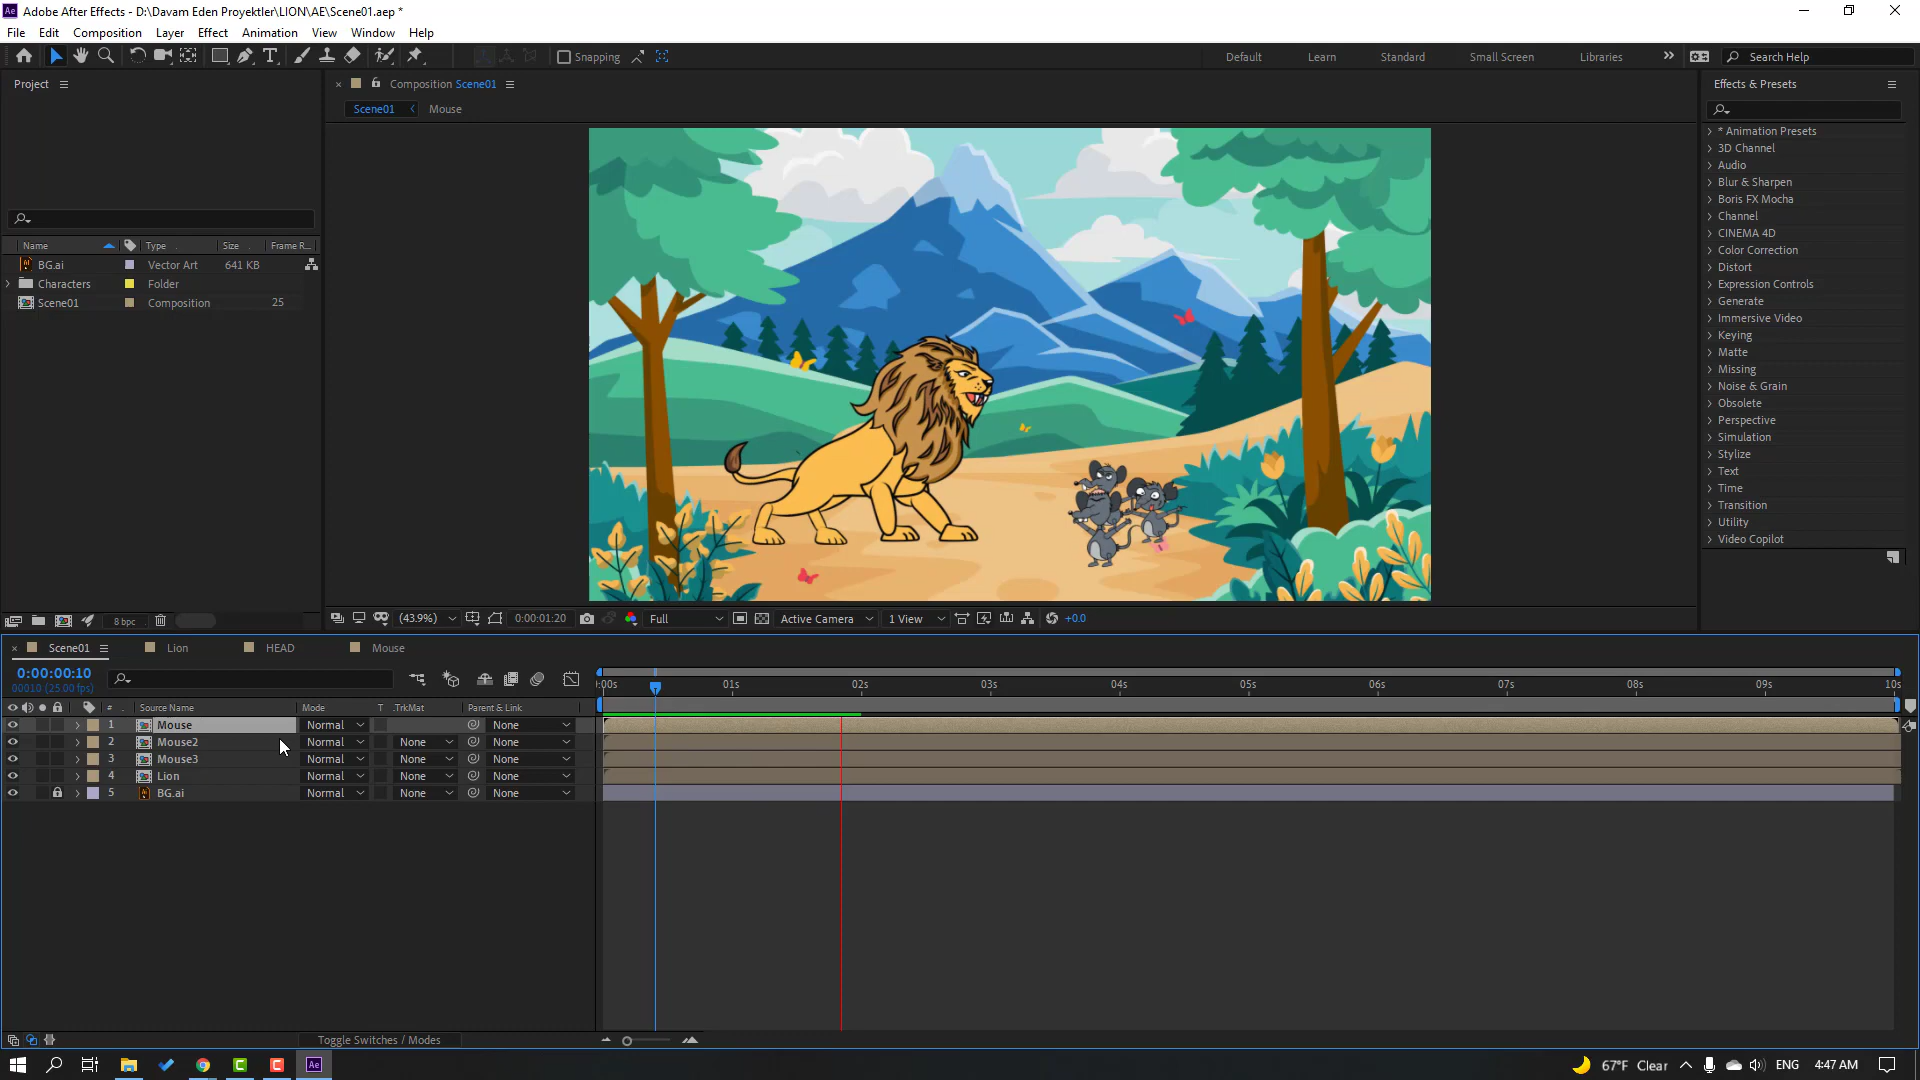 Adobe After Effects - D:\Davam Eden Proyektler\LION\AE\Scene01.aep *
File Edit Composition Layer Effect Animation View Window Help
Snapping Default Learn Standard Small Screen Libraries Search Help
Project
Composition Scene01
Scene01 Mouse
Effects & Presets
* Animation Presets
3D Channel
Audio
Blur & Sharpen
Boris FX Mocha
Channel
CINEMA 4D
Color Correction
Distort
Expression Controls
Generate
Immersive Video
Keying
Matte
Missing
Noise & Grain
Obsolete
Perspective
Simulation
Stylize
Text
Time
Transition
Utility
Video Copilot
Name Type Size Frame R...
BG.ai Vector Art 641 KB
Characters Folder
Scene01 Composition 25
8 bpc
(43.9%) 0:00:01:20 Full Active Camera 1 View +0.0
Scene01 Lion HEAD Mouse
0:00:00:10
00010 (25.00 fps)
:00s 01s 02s 03s 04s 05s 06s 07s 08s 09s 10s
# Source Name Mode T .TrkMat Parent & Link
1 Mouse Normal None
2 Mouse2 Normal None None
3 Mouse3 Normal None None
4 Lion Normal None None
5 BG.ai Normal None None
Toggle Switches / Modes
67°F Clear ENG 4:47 AM